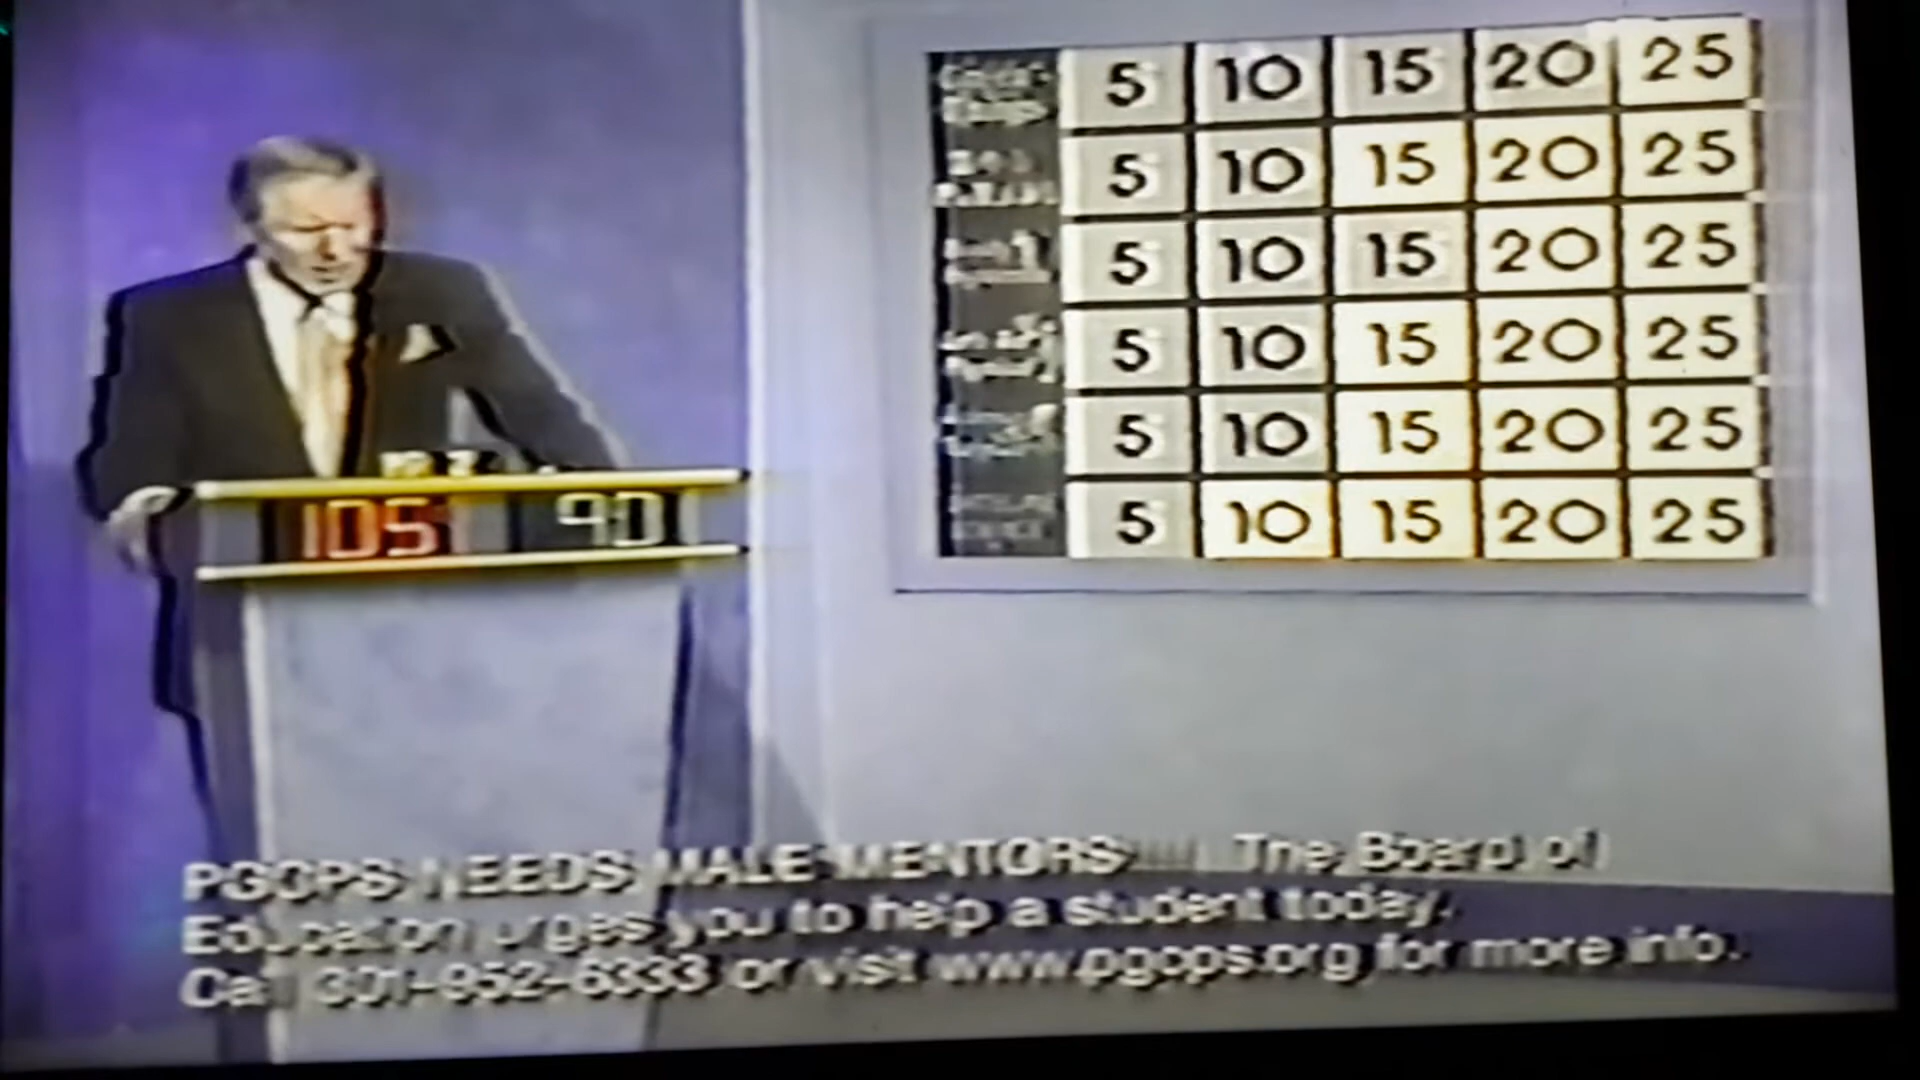 5 10 15 20 25
5 10 15 20 25
5 10 15 20 25
5 10 15 20 25
5 10 15 20 25
5 10 15 20 25
105 90
PGCPS NEEDS MALE MENTORS The Board of
Education urges you to help a student today.
Call 301-952-6333 or visit www.pgcps.org for more info.